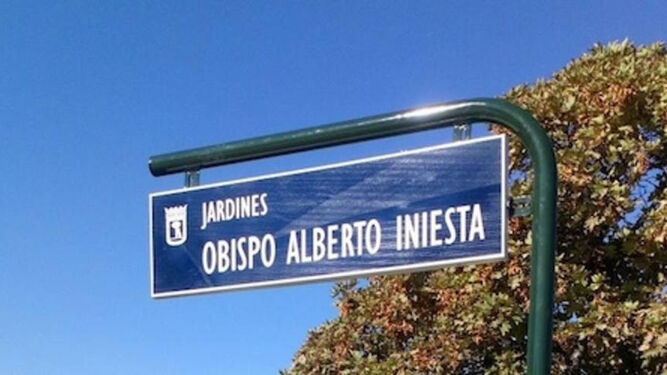 JARDINES
OBISPO ALBERTO INIESTA